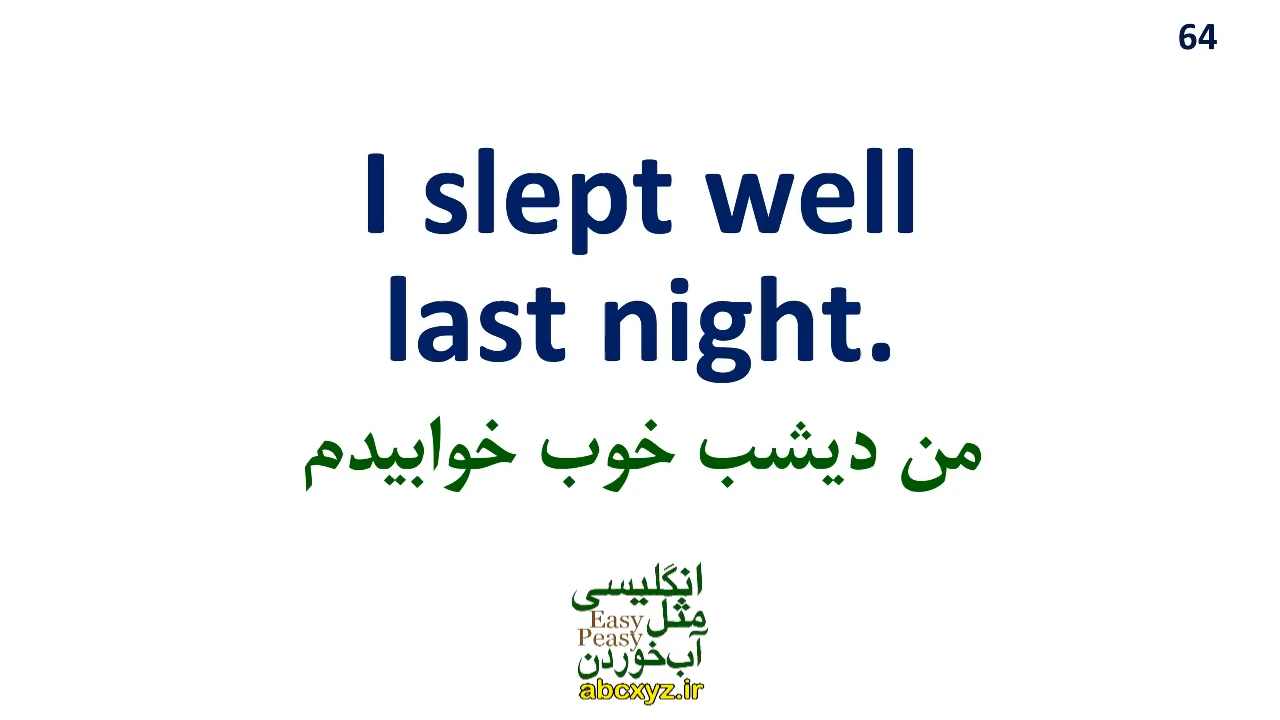 64
I slept well
last night.
من دیشب خوب خوابیدم
انگلیسی
مثل
Easy
Peasy
آب‌خوردن
abcxyz.ir